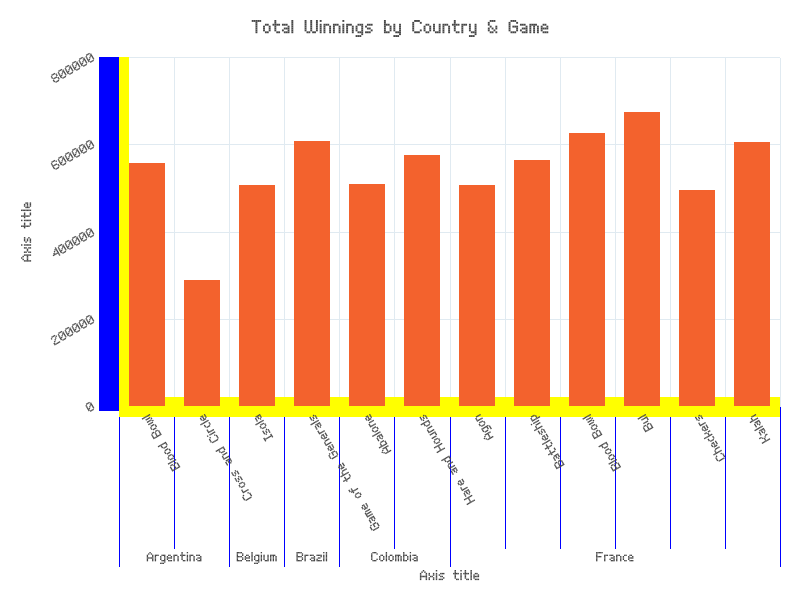 Total Winnings by Country & Game
800000
600000
400000
200000
0
Axis title
Blood Bowl
Cross and Circle
Isola
Game of the Generals
Abalone
Hare and Hounds
Agon
Battleship
Blood Bowl
Bul
Checkers
Kalah
Argentina
Belgium
Brazil
Colombia
France
Axis title